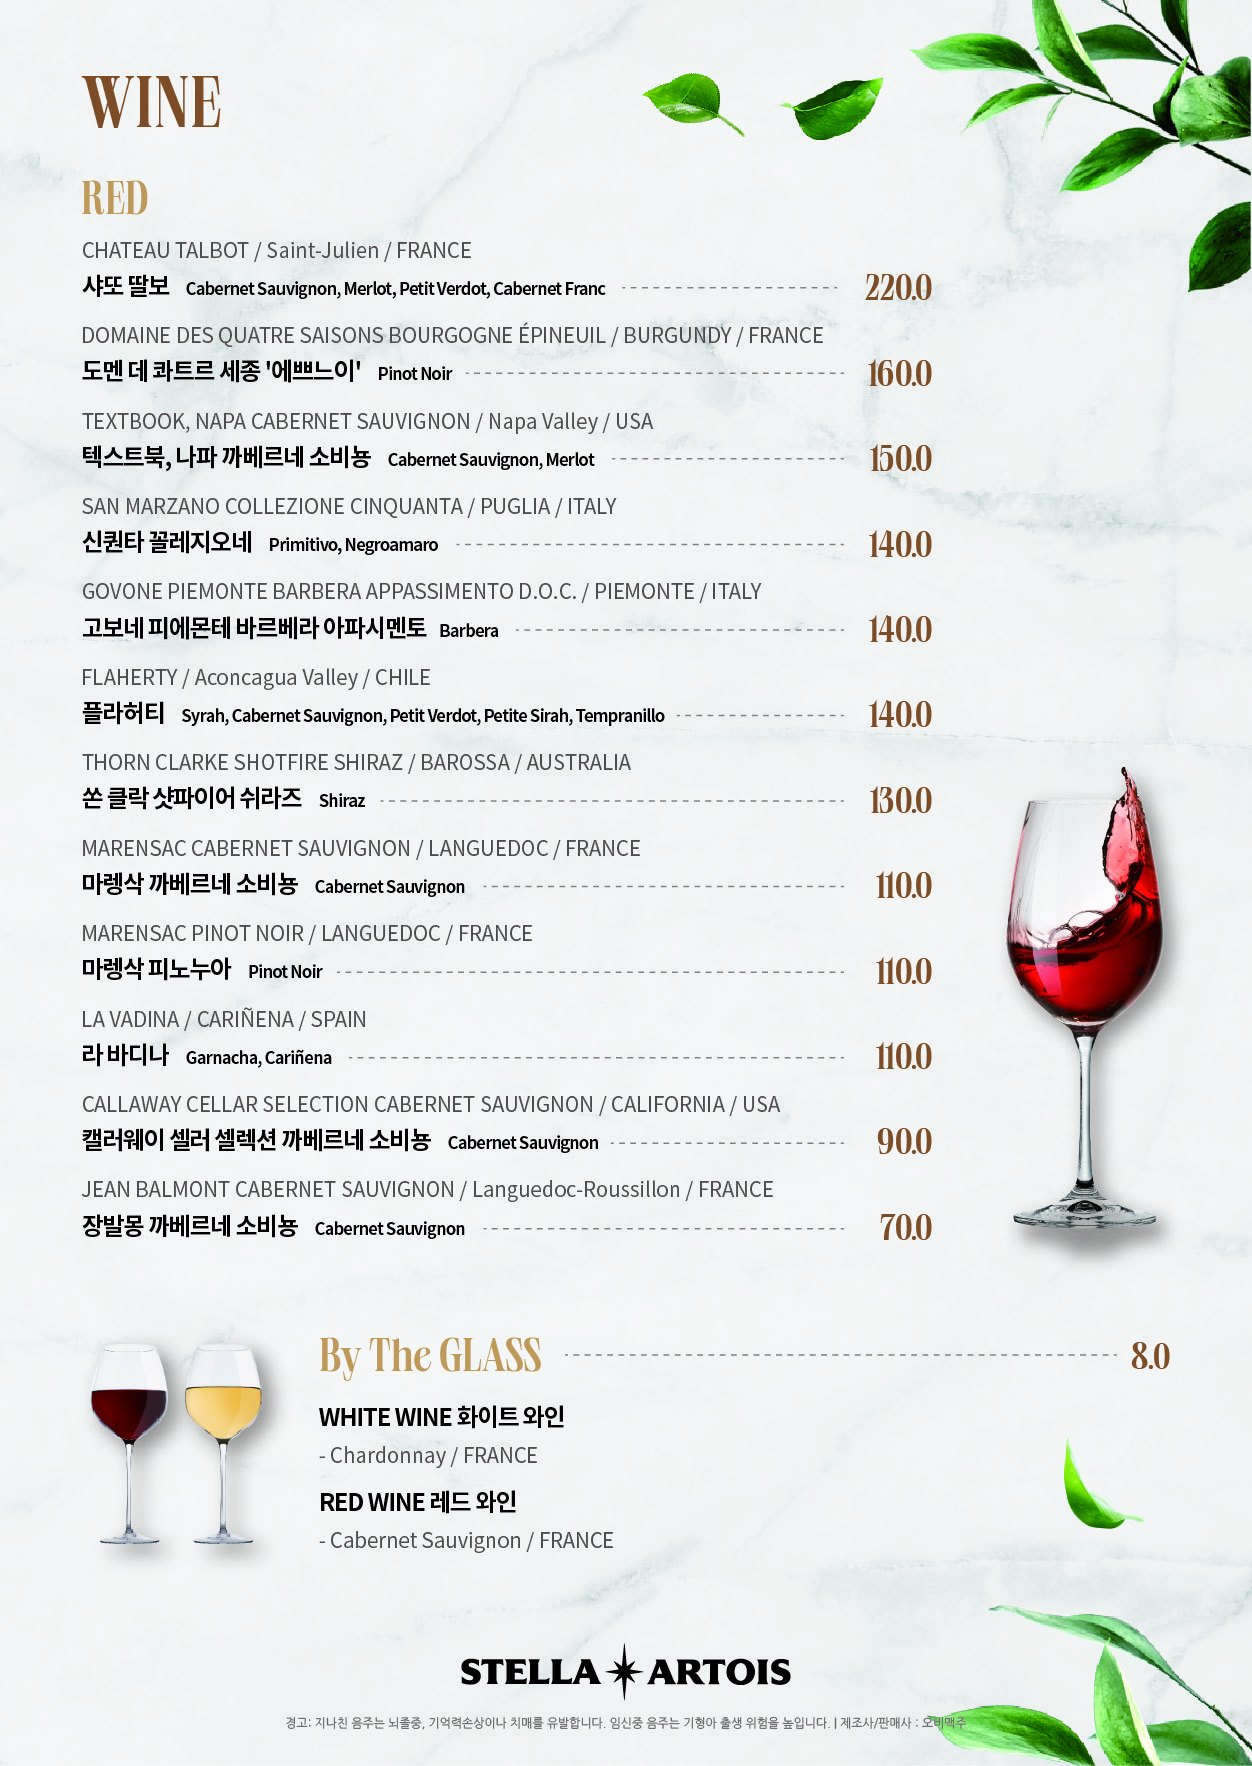 WINE
RED
CHATEAU TALBOT / Saint-Julien / FRANCE
샤또 딸보 Cabernet Sauvignon, Merlot, Petit Verdot, Cabernet Franc 220.0
DOMAINE DES QUATRE SAISONS BOURGOGNE ÉPINEUIL / BURGUNDY / FRANCE
도멘 데 콰트르 세종 '에쁘느이' Pinot Noir 160.0
TEXTBOOK, NAPA CABERNET SAUVIGNON / Napa Valley / USA
텍스트북, 나파 까베르네 소비뇽 Cabernet Sauvignon, Merlot 150.0
SAN MARZANO COLLEZIONE CINQUANTA / PUGLIA / ITALY
신퀀타 꼴레지오네 Primitivo, Negroamaro 140.0
GOVONE PIEMONTE BARBERA APPASSIMENTO D.O.C. / PIEMONTE / ITALY
고보네 피에몬테 바르베라 아파시멘토 Barbera 140.0
FLAHERTY / Aconcagua Valley / CHILE
플라허티 Syrah, Cabernet Sauvignon, Petit Verdot, Petite Sirah, Tempranillo 140.0
THORN CLARKE SHOTFIRE SHIRAZ / BAROSSA / AUSTRALIA
쏜 클락 샷파이어 쉬라즈 Shiraz 130.0
MARENSAC CABERNET SAUVIGNON / LANGUEDOC / FRANCE
마렝삭 까베르네 소비뇽 Cabernet Sauvignon 110.0
MARENSAC PINOT NOIR / LANGUEDOC / FRANCE
마렝삭 피노누아 Pinot Noir 110.0
LA VADINA / CARIÑENA / SPAIN
라 바디나 Garnacha, Cariñena 110.0
CALLAWAY CELLAR SELECTION CABERNET SAUVIGNON / CALIFORNIA / USA
캘러웨이 셀러 셀렉션 까베르네 소비뇽 Cabernet Sauvignon 90.0
JEAN BALMONT CABERNET SAUVIGNON / Languedoc-Roussillon / FRANCE
장발몽 까베르네 소비뇽 Cabernet Sauvignon 70.0
By The GLASS 8.0
WHITE WINE 화이트 와인
- Chardonnay / FRANCE
RED WINE 레드 와인
- Cabernet Sauvignon / FRANCE
STELLA ARTOIS
경고: 지나친 음주는 뇌졸중, 기억력손상이나 치매를 유발합니다. 임신중 음주는 기형아 출생 위험을 높입니다. | 제조사/판매사 : 오비맥주